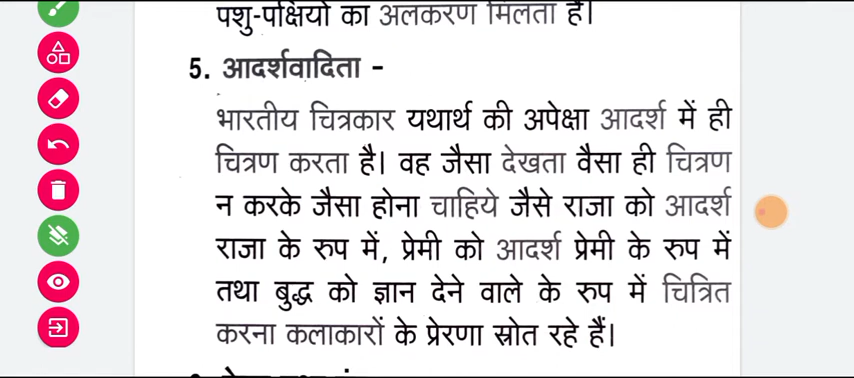 पशु-पक्षियों का अलंकरण मिलता है।
5. आदर्शवादिता -
भारतीय चित्रकार यथार्थ की अपेक्षा आदर्श में ही
चित्रण करता है। वह जैसा देखता वैसा ही चित्रण
न करके जैसा होना चाहिये जैसे राजा को आदर्श
राजा के रुप में, प्रेमी को आदर्श प्रेमी के रुप में
तथा बुद्ध को ज्ञान देने वाले के रुप में चित्रित
करना कलाकारों के प्रेरणा स्रोत रहे हैं।